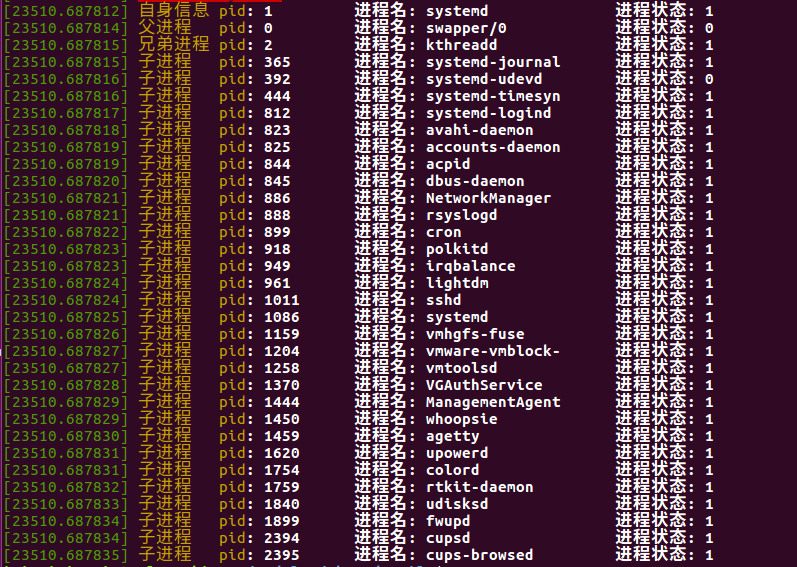 [23510.687812] 自身信息 pid: 1 进程名: systemd 进程状态: 1
[23510.687814] 父进程 pid: 0 进程名: swapper/0 进程状态: 0
[23510.687815] 兄弟进程 pid: 2 进程名: kthreadd 进程状态: 1
[23510.687815] 子进程 pid: 365 进程名: systemd-journal 进程状态: 1
[23510.687816] 子进程 pid: 392 进程名: systemd-udevd 进程状态: 0
[23510.687816] 子进程 pid: 444 进程名: systemd-timesyn 进程状态: 1
[23510.687817] 子进程 pid: 812 进程名: systemd-logind 进程状态: 1
[23510.687818] 子进程 pid: 823 进程名: avahi-daemon 进程状态: 1
[23510.687819] 子进程 pid: 825 进程名: accounts-daemon 进程状态: 1
[23510.687819] 子进程 pid: 844 进程名: acpid 进程状态: 1
[23510.687820] 子进程 pid: 845 进程名: dbus-daemon 进程状态: 1
[23510.687821] 子进程 pid: 886 进程名: NetworkManager 进程状态: 1
[23510.687821] 子进程 pid: 888 进程名: rsyslogd 进程状态: 1
[23510.687822] 子进程 pid: 899 进程名: cron 进程状态: 1
[23510.687823] 子进程 pid: 918 进程名: polkitd 进程状态: 1
[23510.687823] 子进程 pid: 949 进程名: irqbalance 进程状态: 1
[23510.687824] 子进程 pid: 961 进程名: lightdm 进程状态: 1
[23510.687824] 子进程 pid: 1011 进程名: sshd 进程状态: 1
[23510.687825] 子进程 pid: 1086 进程名: systemd 进程状态: 1
[23510.687826] 子进程 pid: 1159 进程名: vmhgfs-fuse 进程状态: 1
[23510.687827] 子进程 pid: 1204 进程名: vmware-vmblock- 进程状态: 1
[23510.687827] 子进程 pid: 1258 进程名: vmtoolsd 进程状态: 1
[23510.687828] 子进程 pid: 1370 进程名: VGAuthService 进程状态: 1
[23510.687829] 子进程 pid: 1444 进程名: ManagementAgent 进程状态: 1
[23510.687829] 子进程 pid: 1450 进程名: whoopsie 进程状态: 1
[23510.687830] 子进程 pid: 1459 进程名: agetty 进程状态: 1
[23510.687831] 子进程 pid: 1620 进程名: upowerd 进程状态: 1
[23510.687831] 子进程 pid: 1754 进程名: colord 进程状态: 1
[23510.687832] 子进程 pid: 1759 进程名: rtkit-daemon 进程状态: 1
[23510.687833] 子进程 pid: 1840 进程名: udisksd 进程状态: 1
[23510.687834] 子进程 pid: 1899 进程名: fwupd 进程状态: 1
[23510.687834] 子进程 pid: 2394 进程名: cupsd 进程状态: 1
[23510.687835] 子进程 pid: 2395 进程名: cups-browsed 进程状态: 1